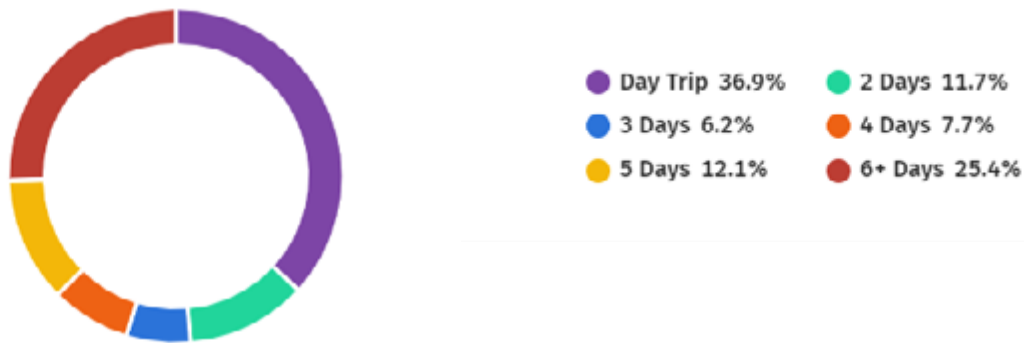 Day Trip 36.9% 2 Days 11.7%
3 Days 6.2% 4 Days 7.7%
5 Days 12.1% 6+ Days 25.4%